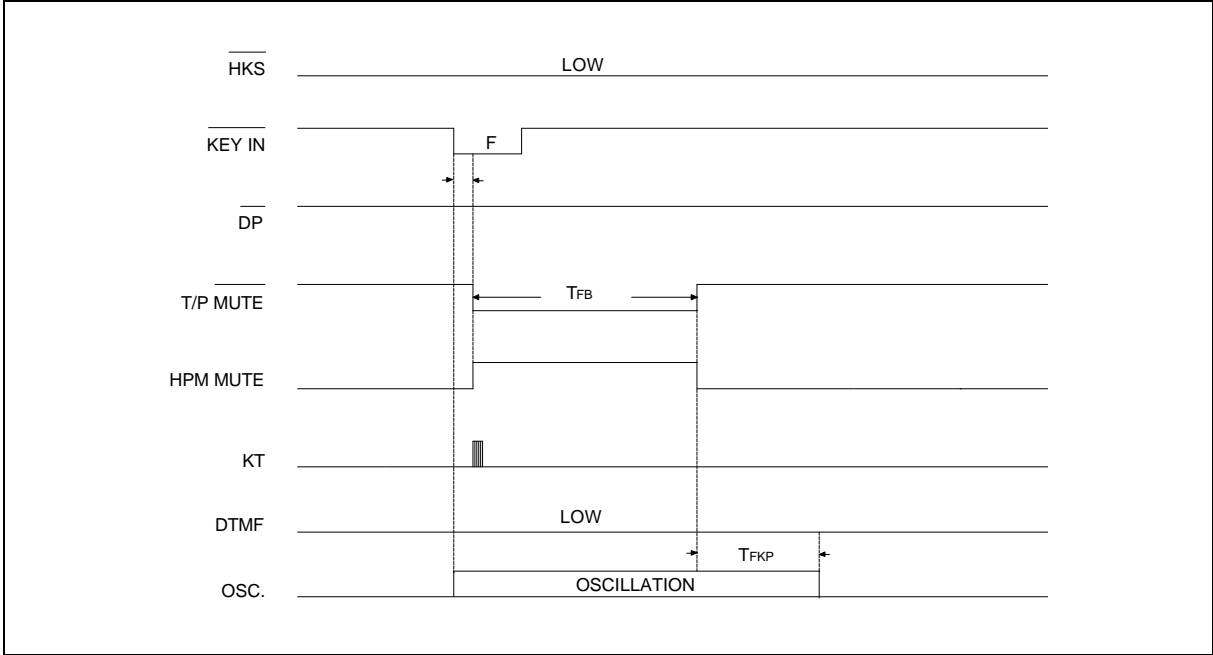 HKS LOW
KEY IN F
DP
T/P MUTE TFB
HPM MUTE
KT
DTMF LOW
TFKP
OSC. OSCILLATION